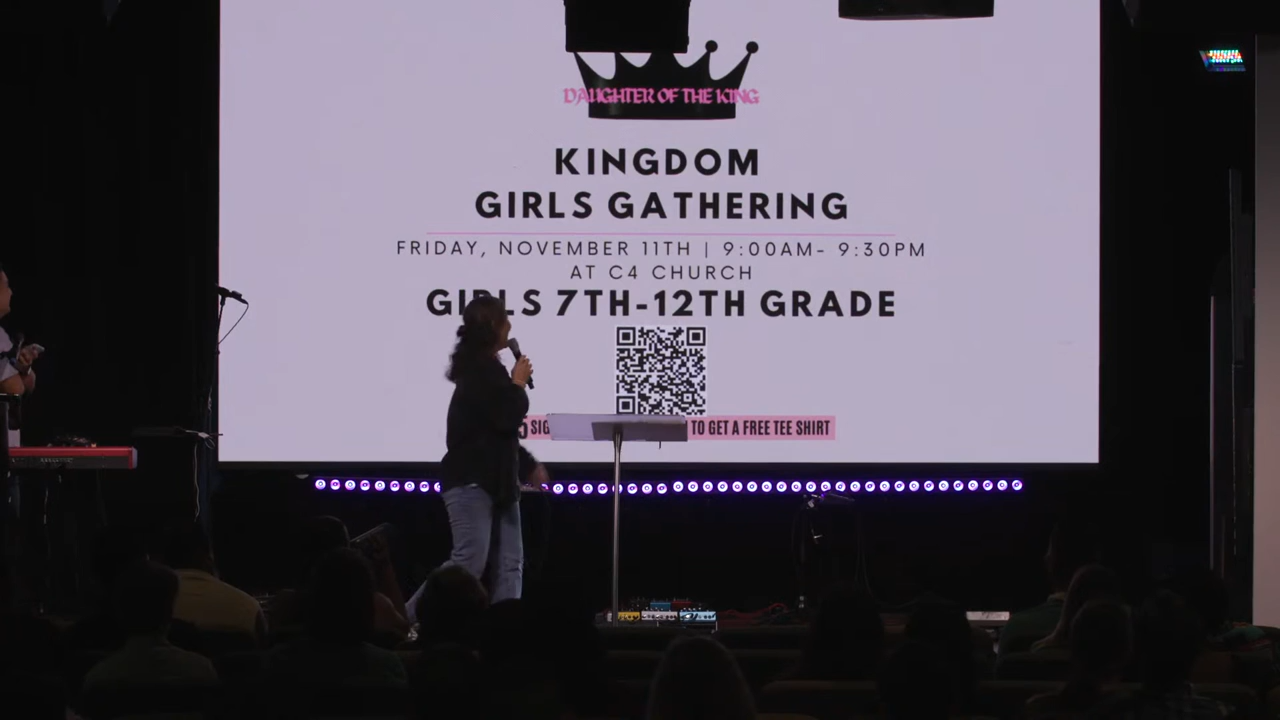 DAUGHTER OF THE KING
KINGDOM
GIRLS GATHERING
FRIDAY, NOVEMBER 11TH | 9:00AM- 9:30PM
AT C4 CHURCH
GIRLS 7TH-12TH GRADE
TO GET A FREE TEE SHIRT